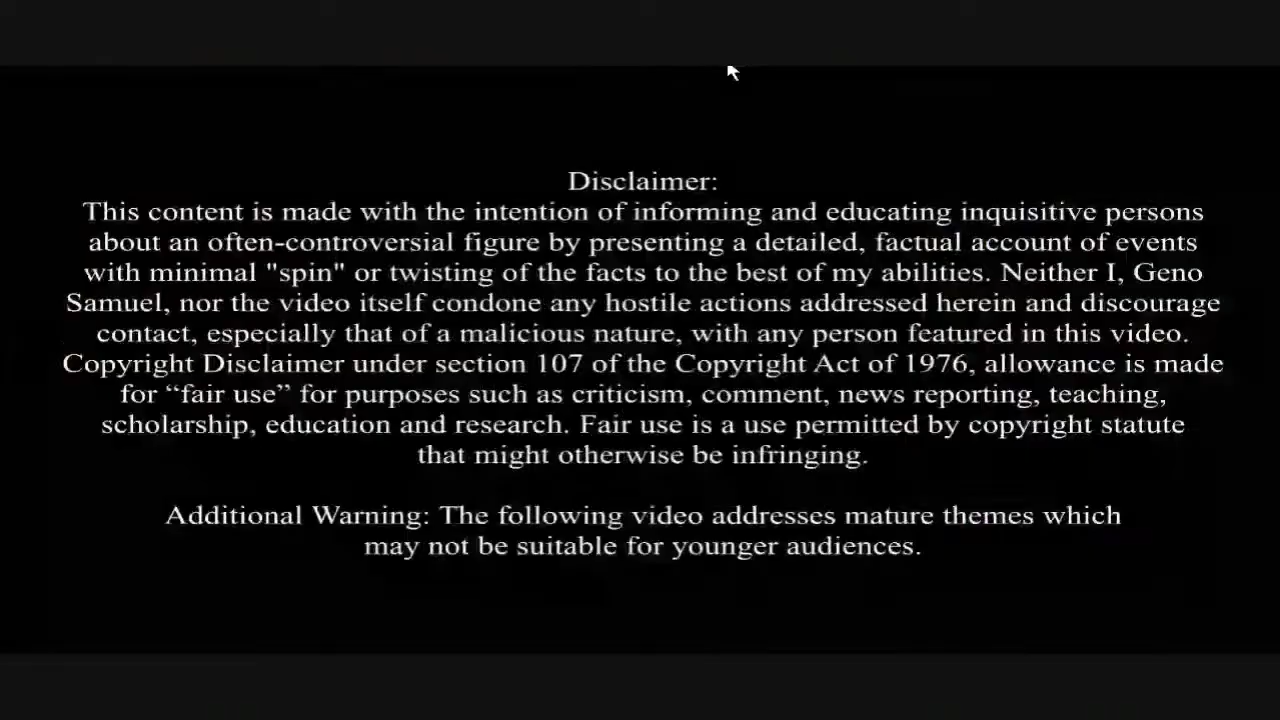 Disclaimer:
This content is made with the intention of informing and educating inquisitive persons
about an often-controversial figure by presenting a detailed, factual account of events
with minimal "spin" or twisting of the facts to the best of my abilities. Neither I, Geno
Samuel, nor the video itself condone any hostile actions addressed herein and discourage
contact, especially that of a malicious nature, with any person featured in this video.
Copyright Disclaimer under section 107 of the Copyright Act of 1976, allowance is made
for “fair use” for purposes such as criticism, comment, news reporting, teaching,
scholarship, education and research. Fair use is a use permitted by copyright statute
that might otherwise be infringing.
Additional Warning: The following video addresses mature themes which
may not be suitable for younger audiences.